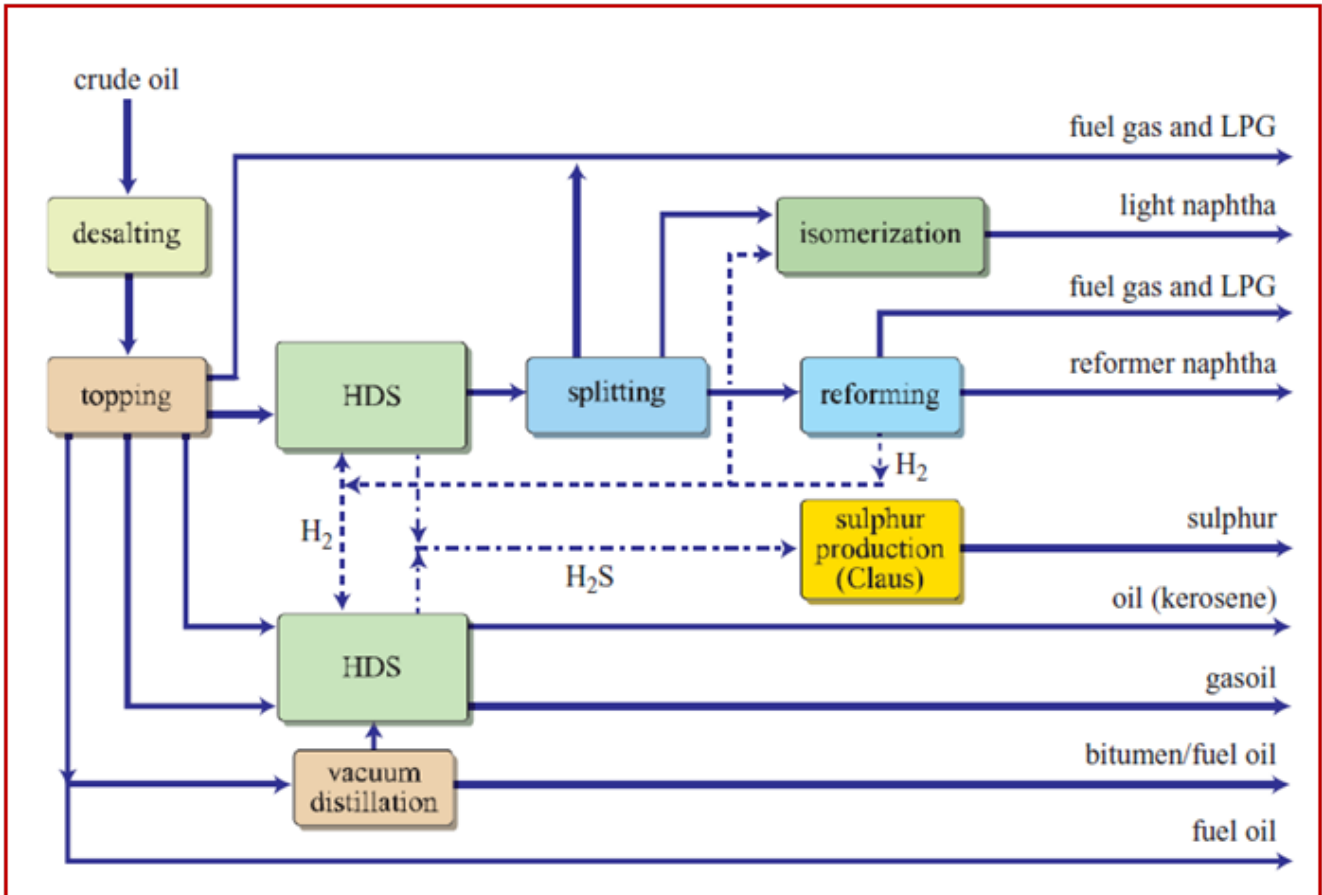 crude oil
fuel gas and LPG
light naphtha
desalting
isomerization
fuel gas and LPG
reformer naphtha
topping
HDS
splitting
reforming
H₂
H₂
sulphur
production
(Claus)
sulphur
H₂S
oil (kerosene)
HDS
gasoil
bitumen/fuel oil
vacuum
distillation
fuel oil